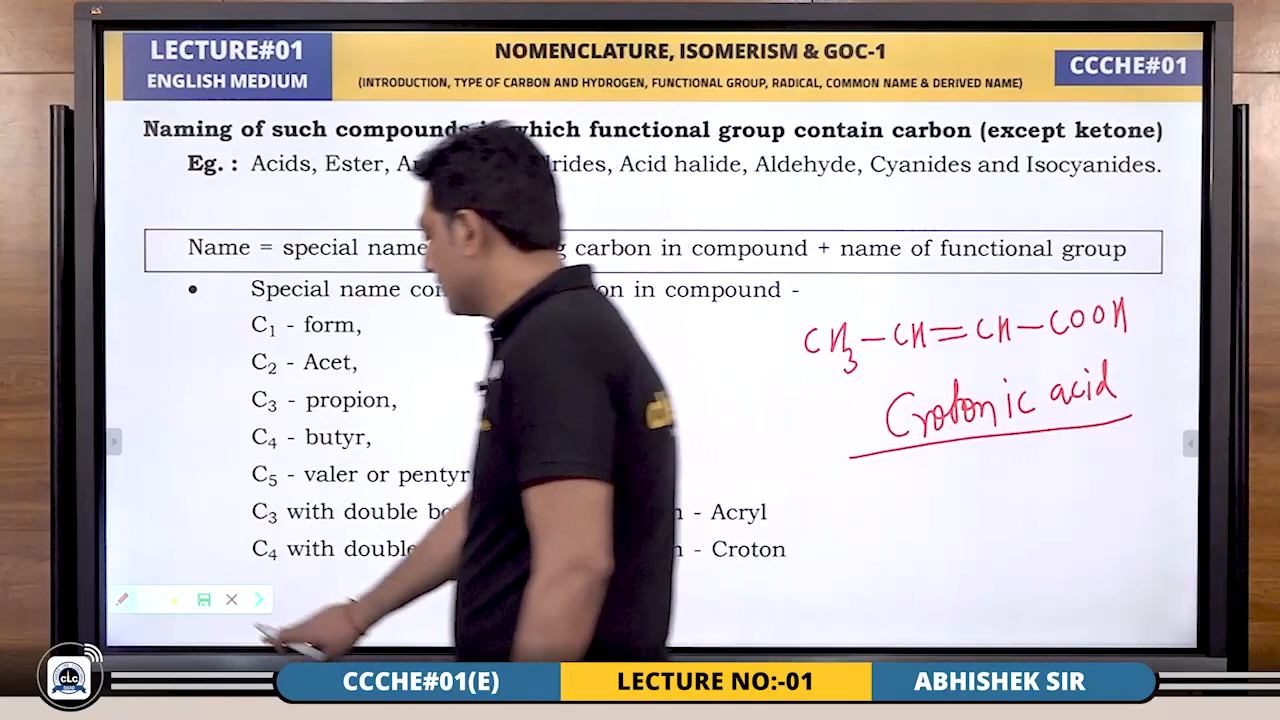 LECTURE#01
ENGLISH MEDIUM
NOMENCLATURE, ISOMERISM & GOC-1
(INTRODUCTION, TYPE OF CARBON AND HYDROGEN, FUNCTIONAL GROUP, RADICAL, COMMON NAME & DERIVED NAME)
CCCHE#01
Naming of such compounds which functional group contain carbon (except ketone)
Eg. : Acids, Ester, Acid halide, Aldehyde, Cyanides and Isocyanides.
Name = special name carbon in compound + name of functional group
• Special name in compound -
C₁ - form,
C₂ - Acet,
C₃ - propion,
C₄ - butyr,
C₅ - valer or pentyr
C₃ with double - Acryl
C₄ with double - Croton
CH₃—CH=CH—COOH
Crotonic acid
CLC
CCCHE#01(E)
LECTURE NO:-01
ABHISHEK SIR